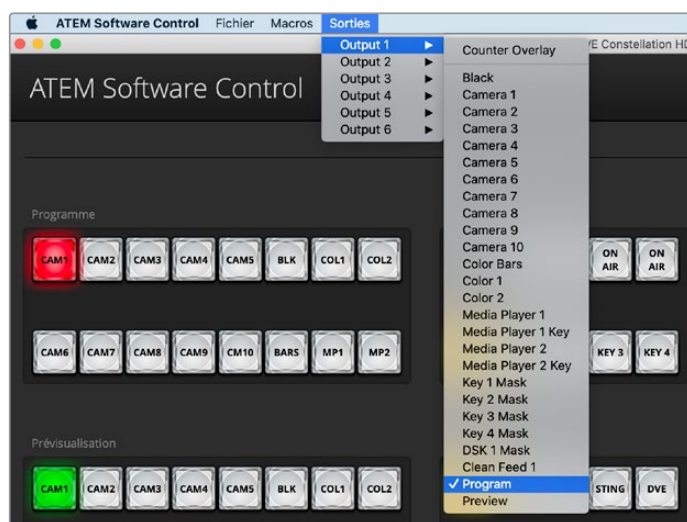 ATEM Software Control Fichier Macros Sorties
VE Constellation HD
ATEM Software Control
Output 1
Output 2
Output 3
Output 4
Output 5
Output 6
Counter Overlay
Black
Camera 1
Camera 2
Camera 3
Camera 4
Camera 5
Camera 6
Camera 7
Camera 8
Camera 9
Camera 10
Color Bars
Color 1
Color 2
Media Player 1
Media Player 1 Key
Media Player 2
Media Player 2 Key
Key 1 Mask
Key 2 Mask
Key 3 Mask
Key 4 Mask
DSK 1 Mask
Clean Feed 1
✓ Program
Preview
Programme
CAM1 CAM2 CAM3 CAM4 CAM5 BLK COL1 COL2
CAM6 CAM7 CAM8 CAM9 CM10 BARS MP1 MP2
ON AIR ON AIR
KEY 3 KEY 4
Prévisualisation
CAM1 CAM2 CAM3 CAM4 CAM5 BLK COL1 COL2
STING DVE